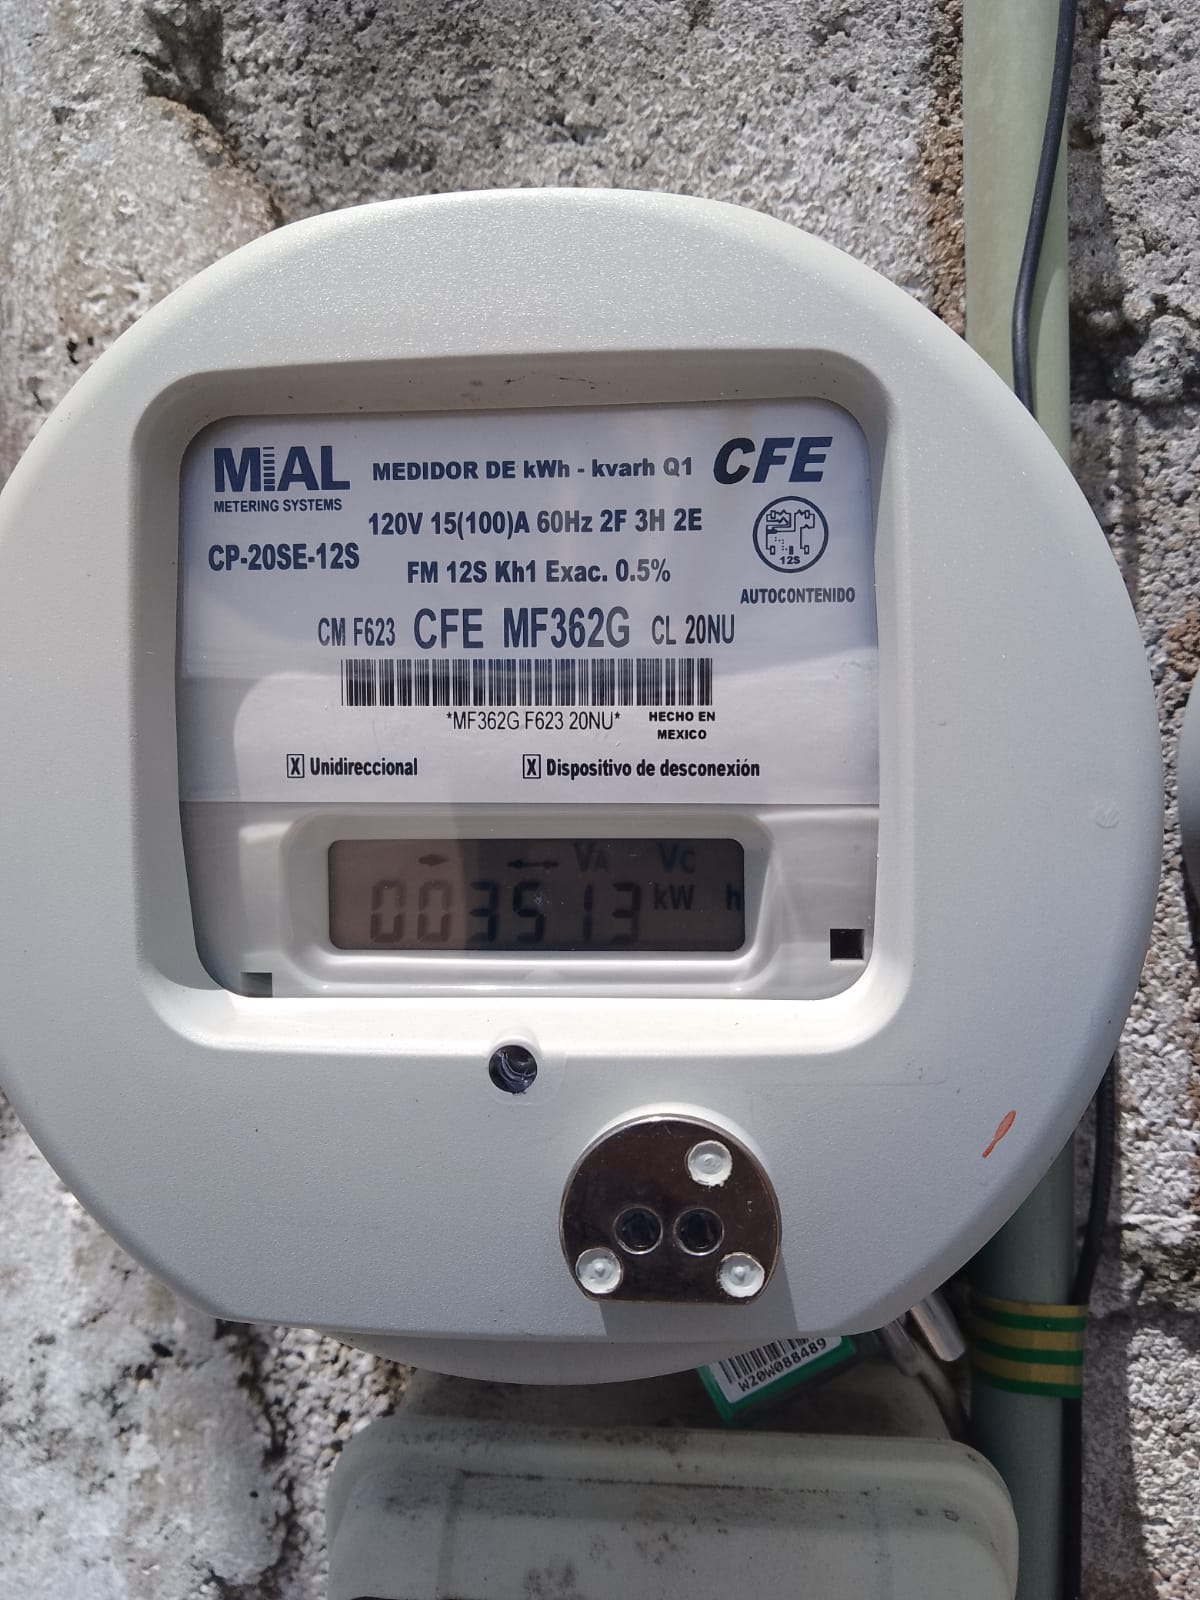 MIAL
METERING SYSTEMS
MEDIDOR DE kWh - kvarh Q1
CFE
120V 15(100)A 60Hz 2F 3H 2E
CP-20SE-12S
FM 12S Kh1 Exac. 0.5%
12S
AUTOCONTENIDO
CM F623 CFE MF362G CL 20NU
*MF362G F623 20NU*
HECHO EN
MEXICO
X Unidireccional
X Dispositivo de desconexión
VA VC
003513 kW h
W20W088489